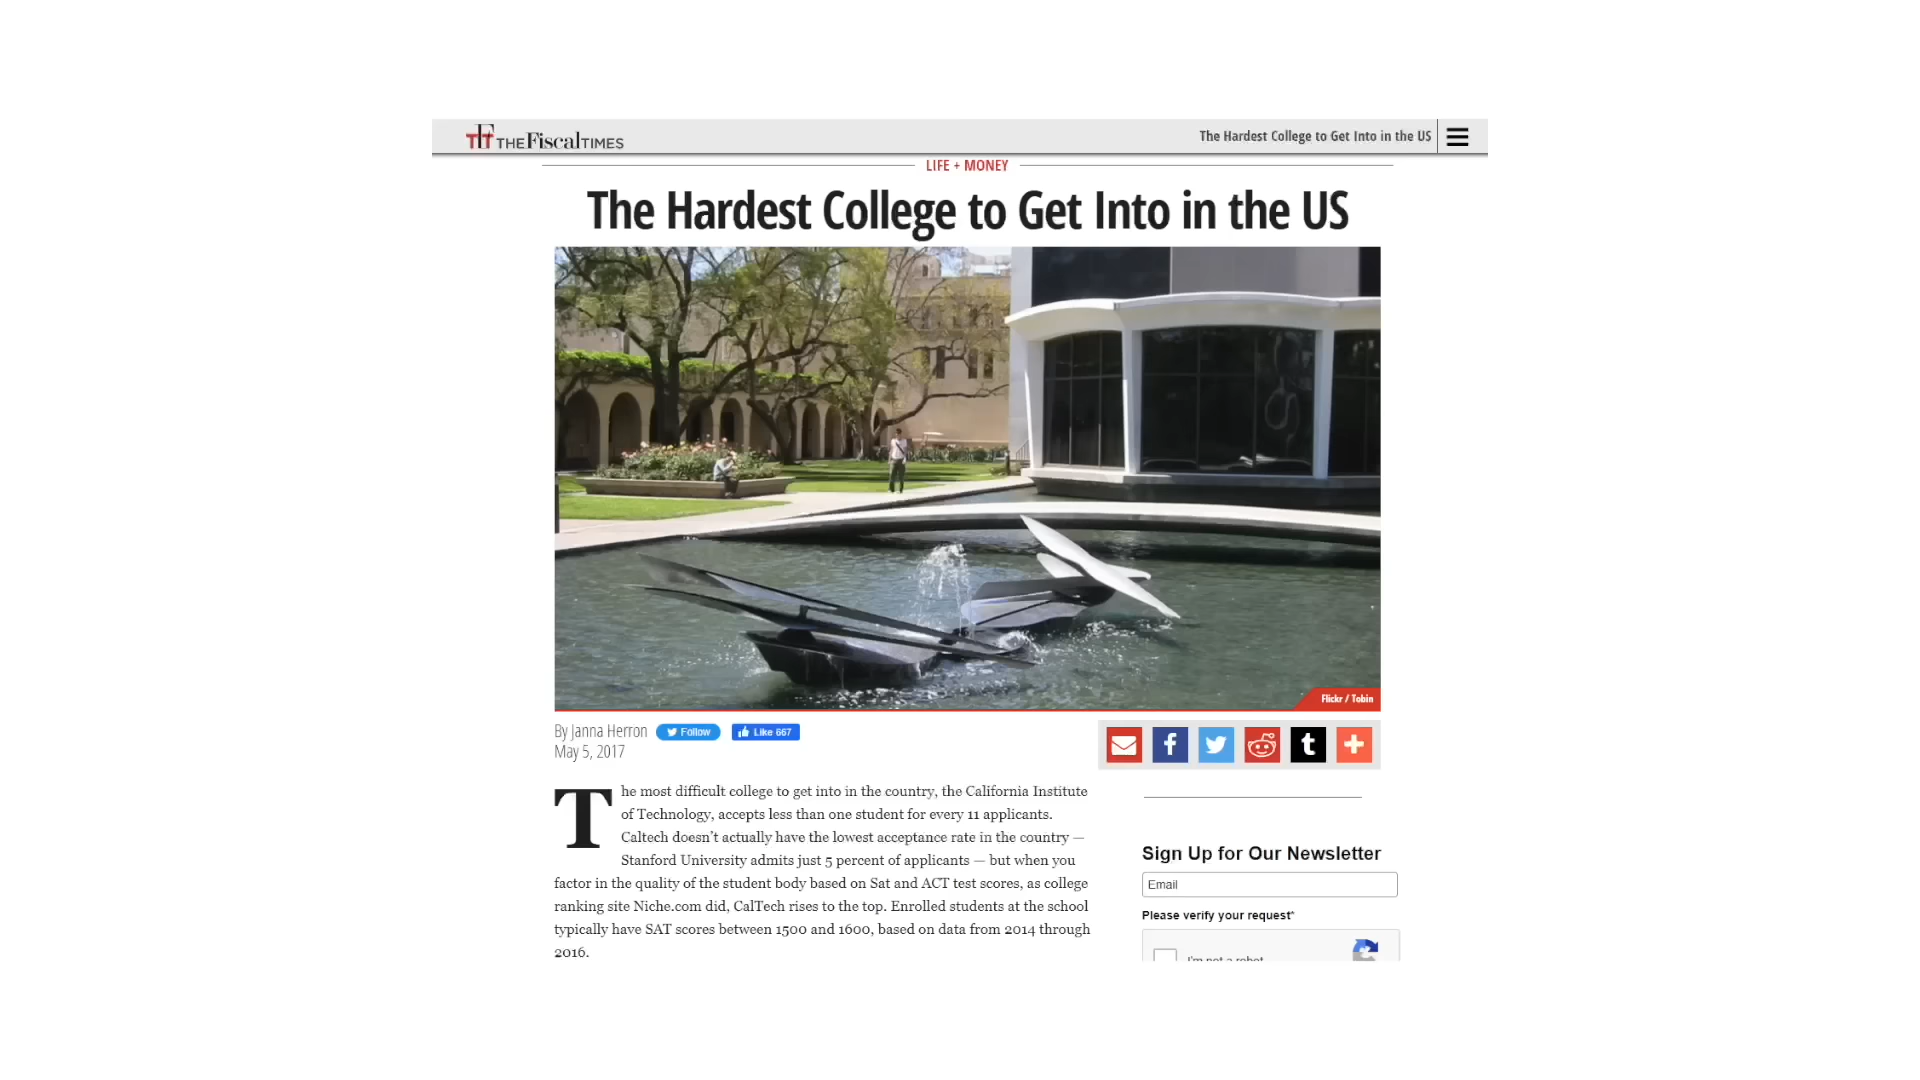 THEFiscalTIMES
The Hardest College to Get Into in the US
LIFE + MONEY
The Hardest College to Get Into in the US
Flickr / Tobin
By Janna Herron
Follow
Like 667
May 5, 2017
The most difficult college to get into in the country, the California Institute
of Technology, accepts less than one student for every 11 applicants.
Caltech doesn't actually have the lowest acceptance rate in the country —
Stanford University admits just 5 percent of applicants — but when you
factor in the quality of the student body based on Sat and ACT test scores, as college
ranking site Niche.com did, CalTech rises to the top. Enrolled students at the school
typically have SAT scores between 1500 and 1600, based on data from 2014 through
2016.
Sign Up for Our Newsletter
Email
Please verify your request*
I'm not a robot